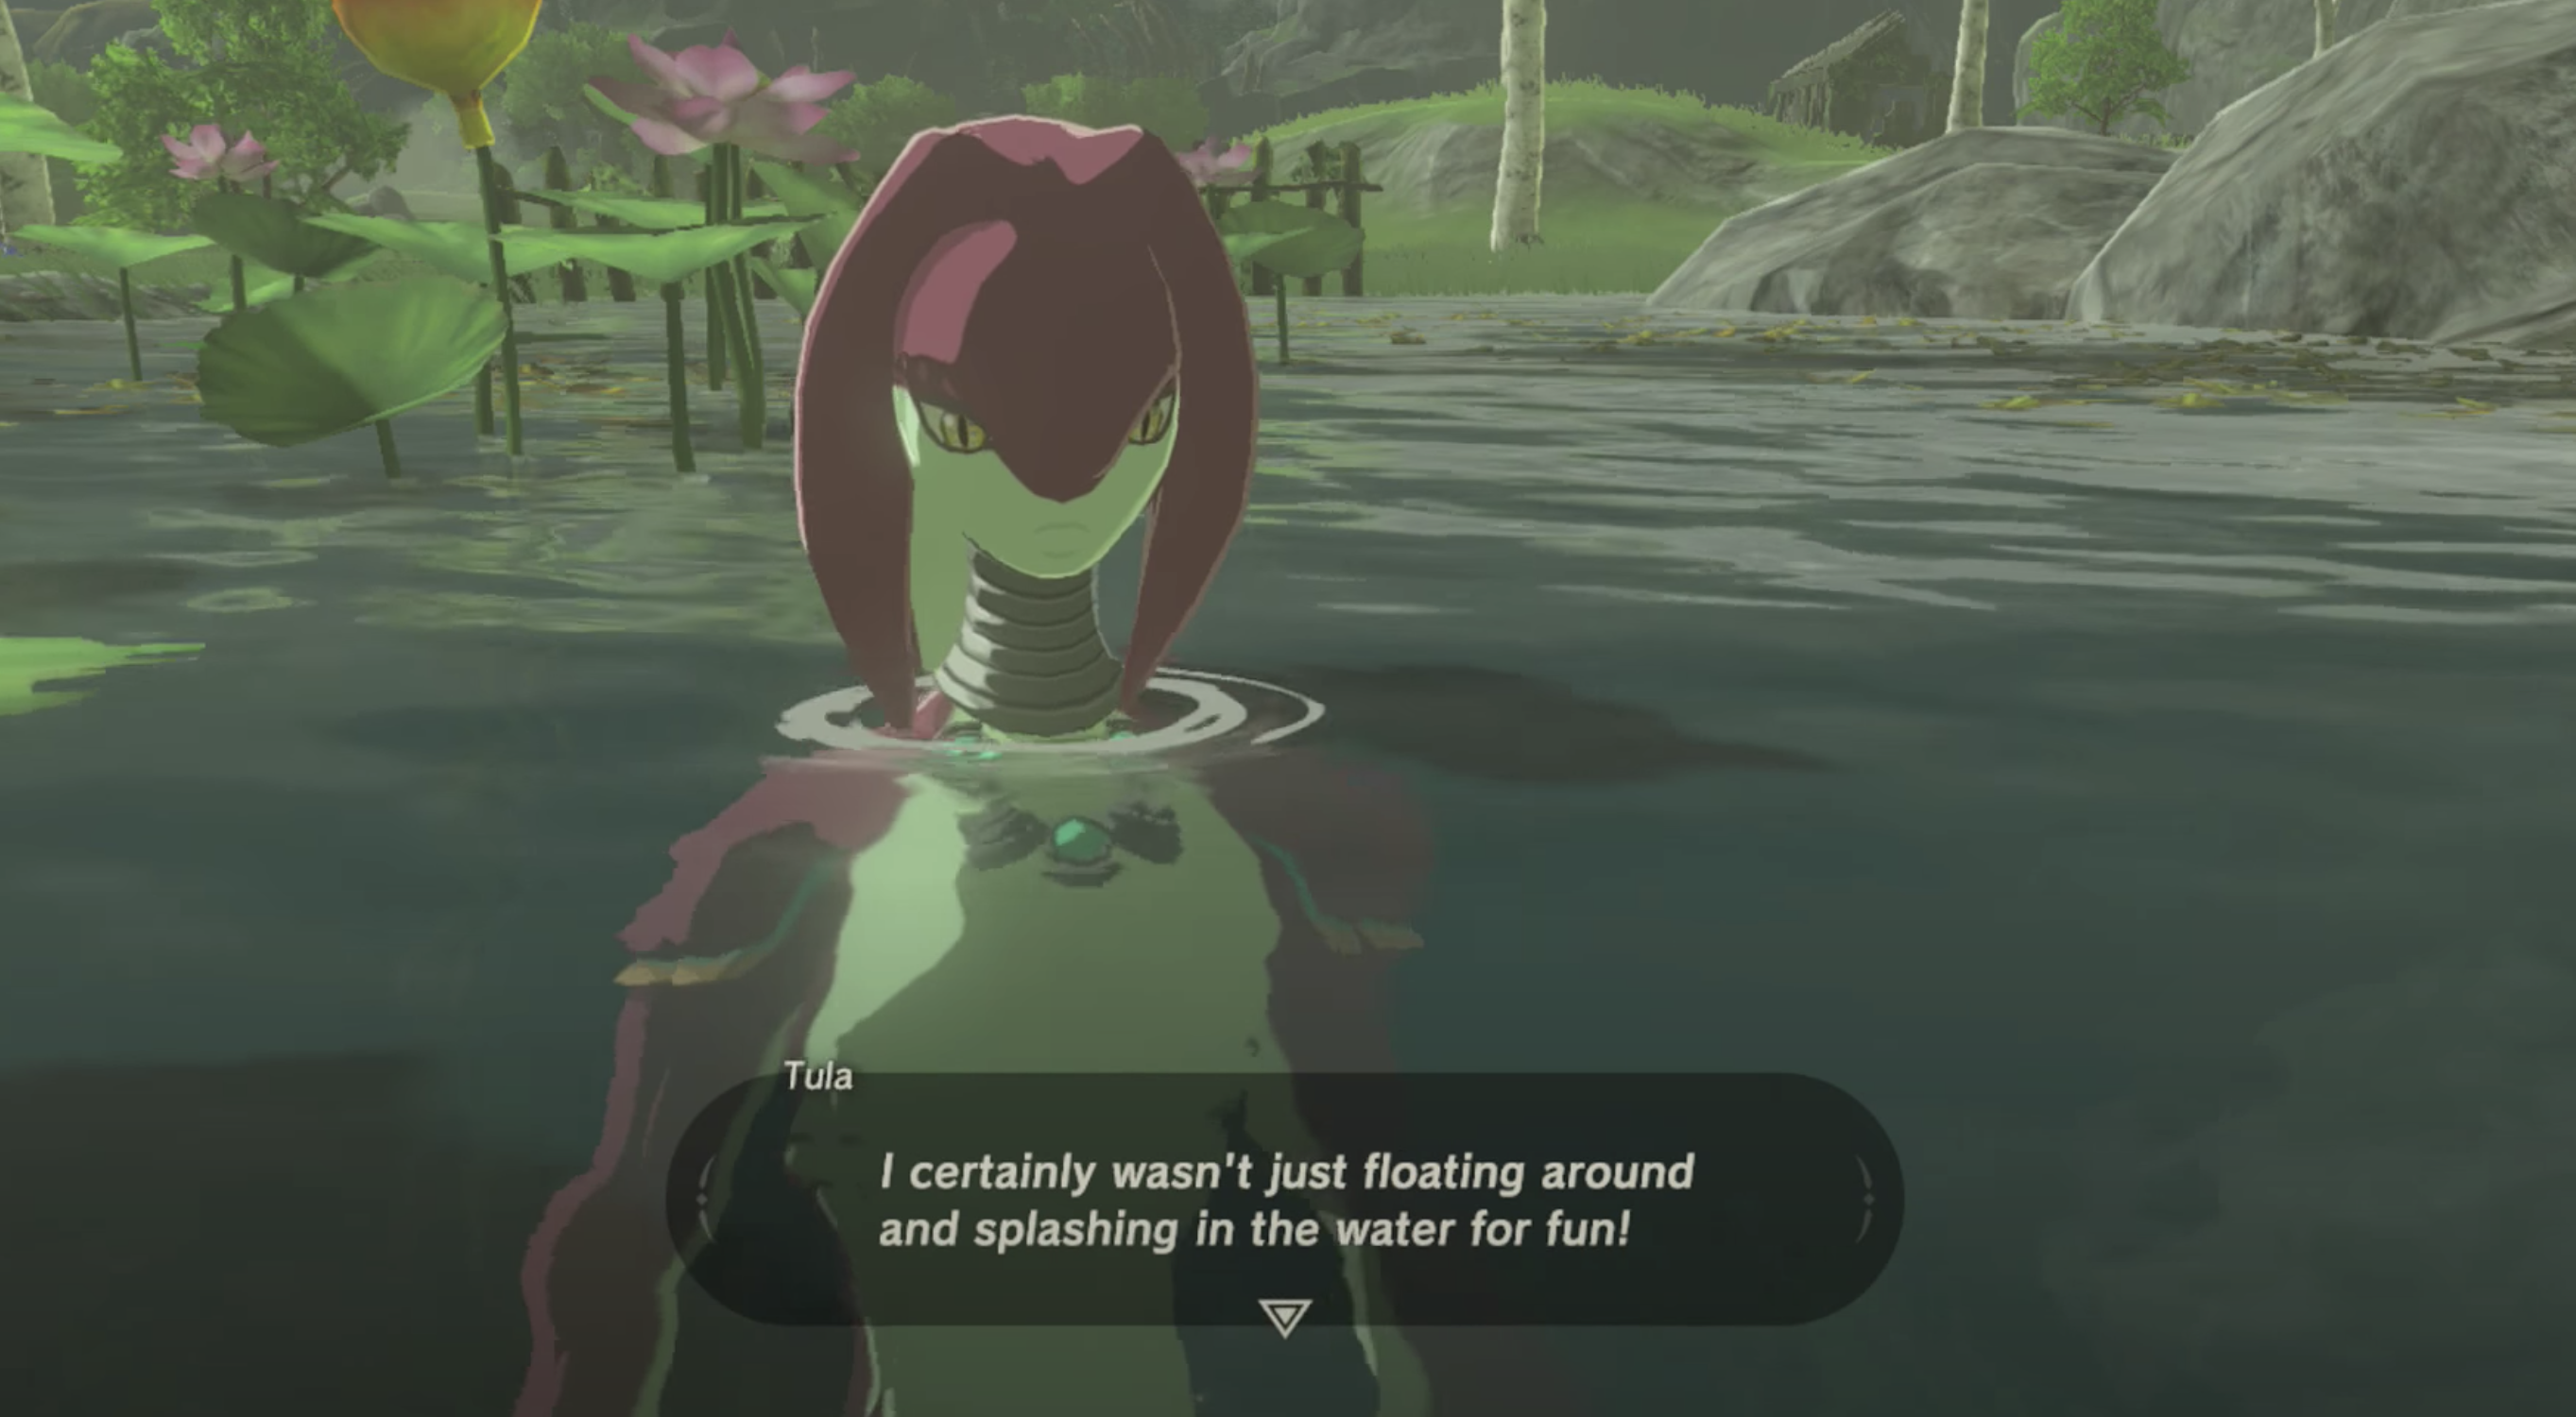 Tula
I certainly wasn't just floating around
and splashing in the water for fun!